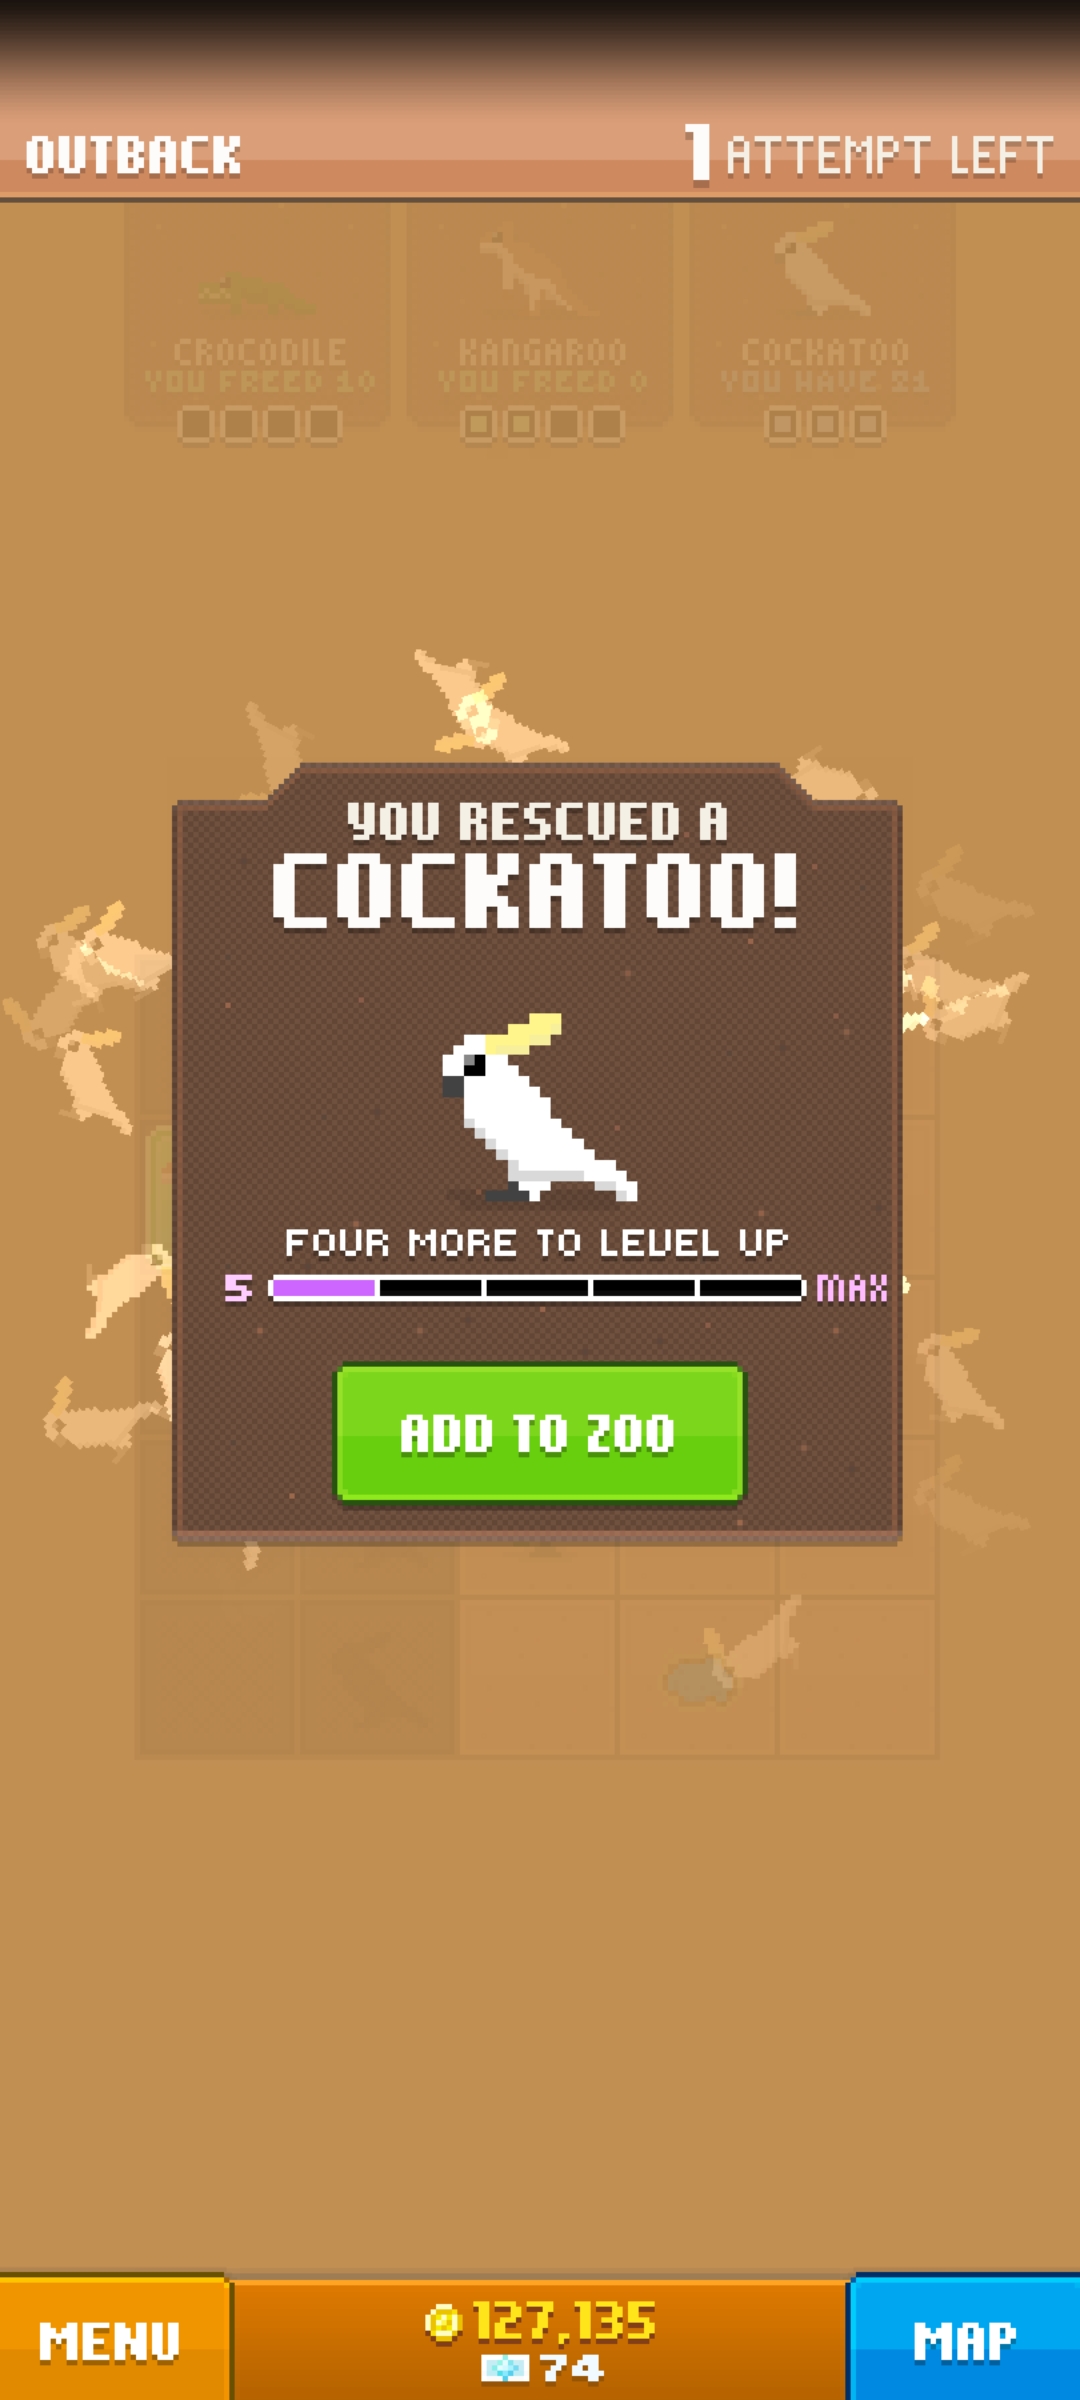 OUTBACK
1 ATTEMPT LEFT
CROCODILE
YOU FREED 10
KANGAROO
YOU FREED 0
COCKATOO
YOU HAVE 21
YOU RESCUED A
COCKATOO!
FOUR MORE TO LEVEL UP
5 MAX
ADD TO ZOO
MENU
127,135
74
MAP